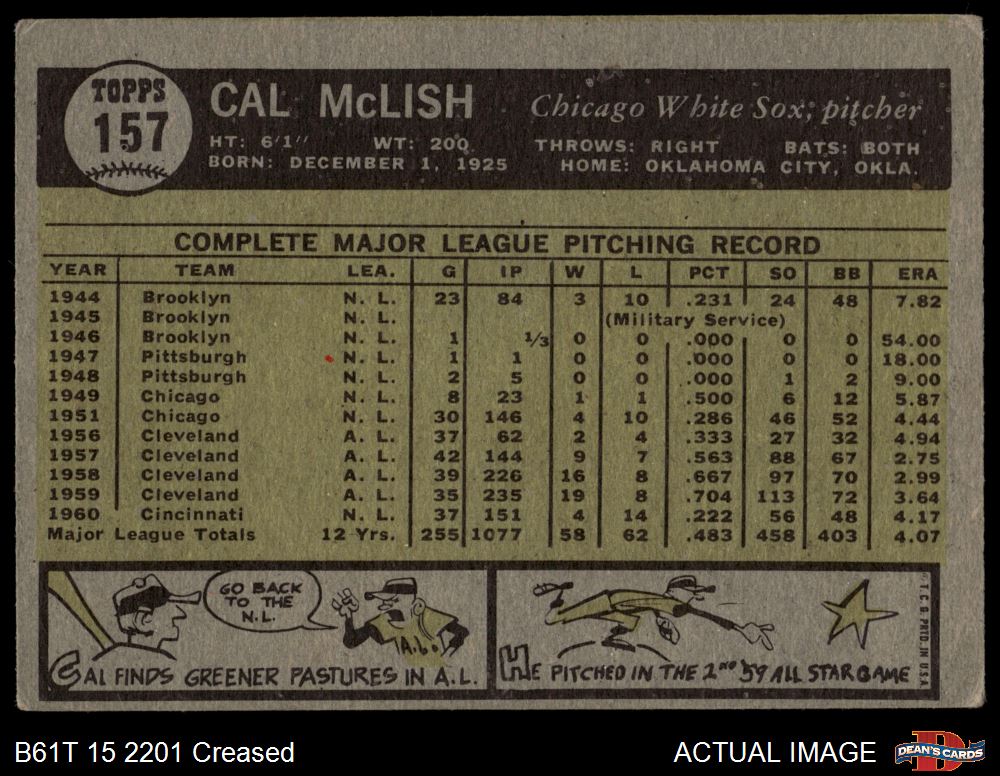 TOPPS
157
CAL McLISH Chicago White Sox, pitcher
HT: 6'1" WT: 200 THROWS: RIGHT BATS: BOTH
BORN: DECEMBER 1, 1925 HOME: OKLAHOMA CITY, OKLA.
COMPLETE MAJOR LEAGUE PITCHING RECORD
YEAR TEAM LEA. G IP W L PCT SO BB ERA
1944 Brooklyn N. L. 23 84 3 10 .231 24 48 7.82
1945 Brooklyn N. L. (Military Service)
1946 Brooklyn N. L. 1 1/3 0 0 .000 0 0 54.00
1947 Pittsburgh N. L. 1 1 0 0 .000 0 0 18.00
1948 Pittsburgh N. L. 2 5 0 0 .000 1 2 9.00
1949 Chicago N. L. 8 23 1 1 .500 6 12 5.87
1951 Chicago N. L. 30 146 4 10 .286 46 52 4.44
1956 Cleveland A. L. 37 62 2 4 .333 27 32 4.94
1957 Cleveland A. L. 42 144 9 7 .563 88 67 2.75
1958 Cleveland A. L. 39 226 16 8 .667 97 70 2.99
1959 Cleveland A. L. 35 235 19 8 .704 113 72 3.64
1960 Cincinnati N. L. 37 151 4 14 .222 56 48 4.17
Major League Totals 12 Yrs. 255 1077 58 62 .483 458 403 4.07
GO BACK
TO THE
N.L.
A.L.
CAL FINDS GREENER PASTURES IN A.L.
HE PITCHED IN THE 2ND '59 ALL STAR GAME
© T. C. G. PRTD. IN U.S.A.
B61T 15 2201 Creased ACTUAL IMAGE
DEAN'S CARDS